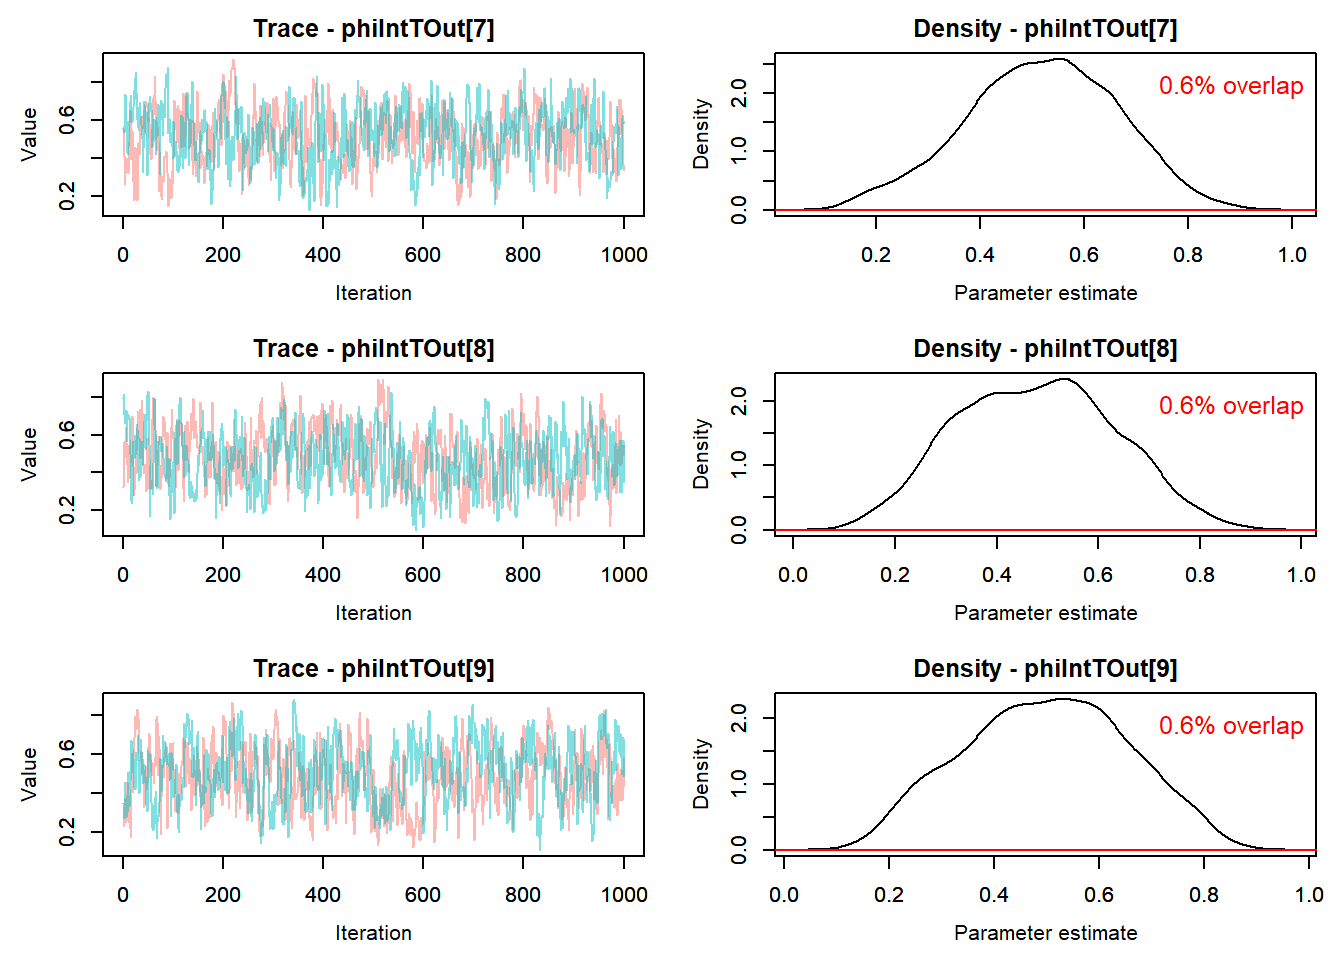 Trace - phiIntTOut[7]
Value
0.2 0.6
0 200 400 600 800 1000
Iteration
Density - phiIntTOut[7]
0.6% overlap
Density
0.0 1.0 2.0
0.2 0.4 0.6 0.8 1.0
Parameter estimate
Trace - phiIntTOut[8]
Value
0.2 0.6
0 200 400 600 800 1000
Iteration
Density - phiIntTOut[8]
0.6% overlap
Density
0.0 1.0 2.0
0.0 0.2 0.4 0.6 0.8 1.0
Parameter estimate
Trace - phiIntTOut[9]
Value
0.2 0.6
0 200 400 600 800 1000
Iteration
Density - phiIntTOut[9]
0.6% overlap
Density
0.0 1.0 2.0
0.0 0.2 0.4 0.6 0.8 1.0
Parameter estimate